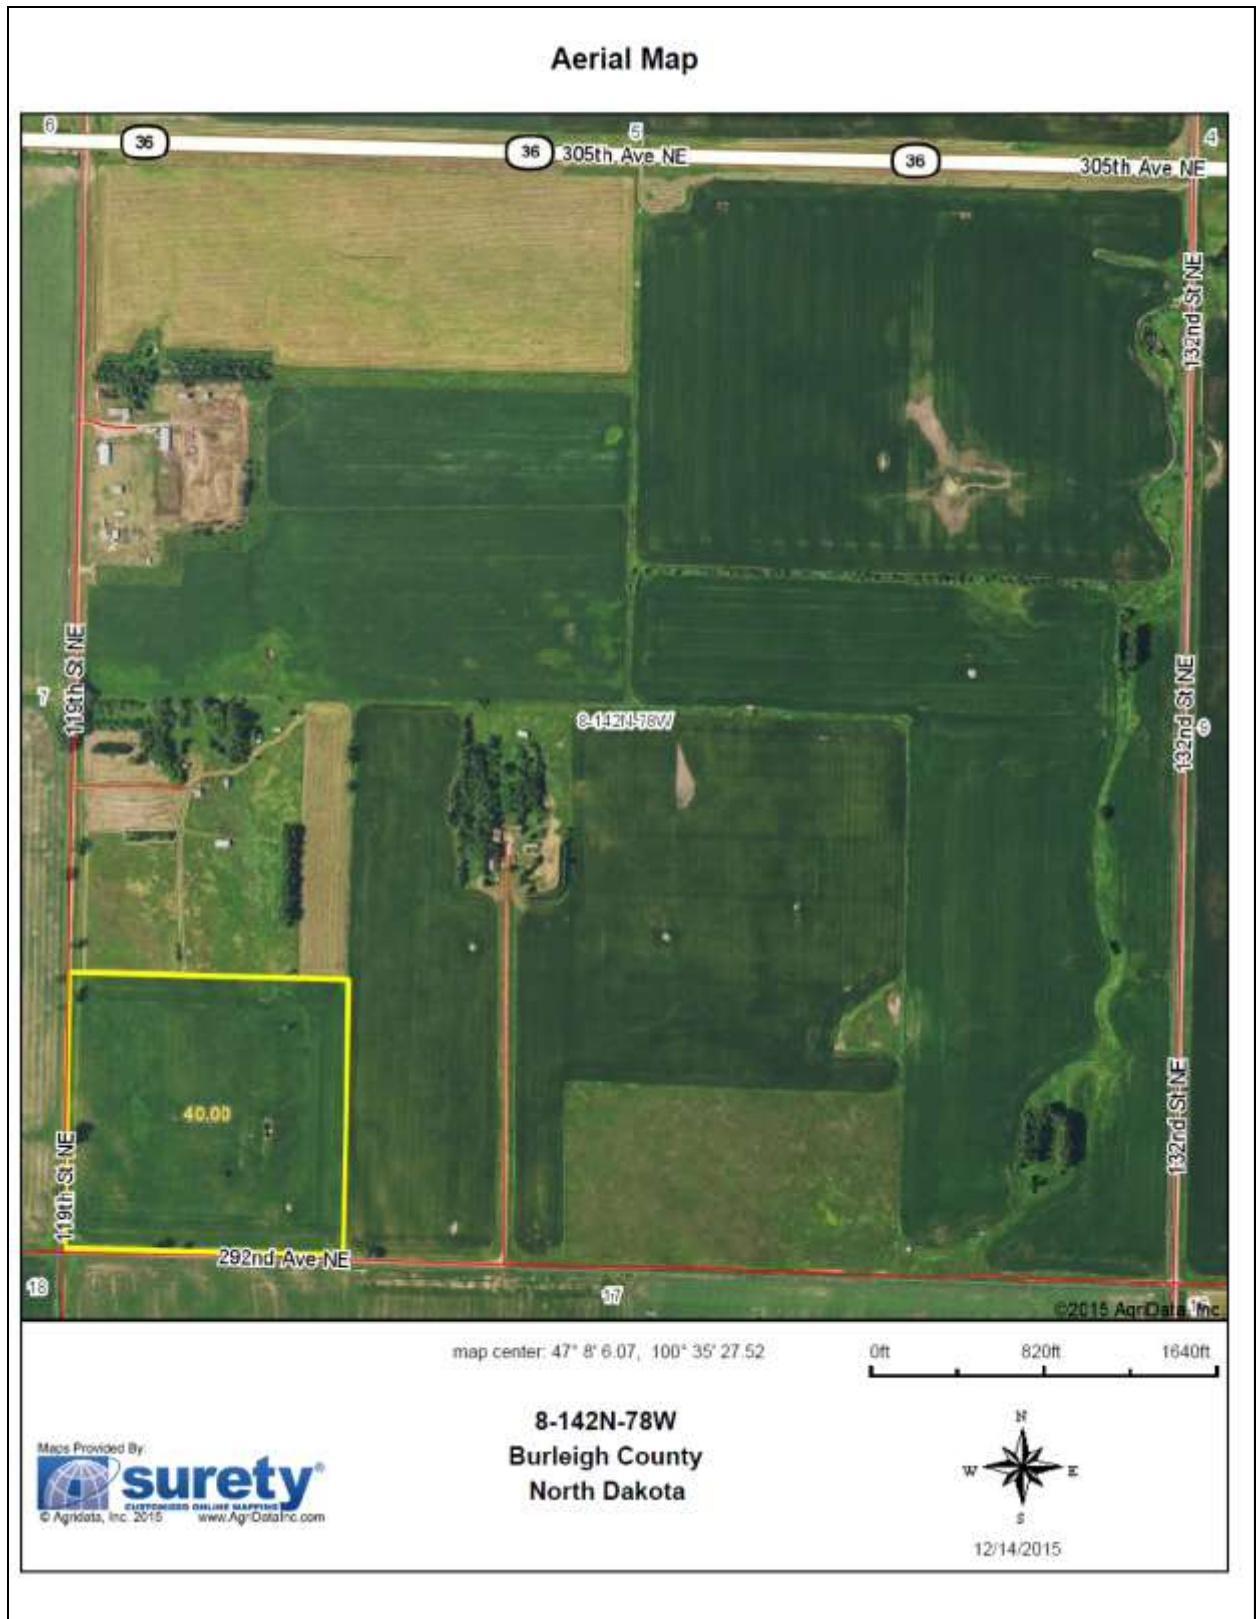 Aerial Map
6
5
4
36
36
36
305th Ave NE
305th Ave NE
132nd St NE
119th St NE
132nd St NE
7
8-142N-78W
9
40.00
119th St NE
132nd St NE
292nd Ave NE
18
17
©2015 AgriData, Inc.
map center: 47° 8' 6.07, 100° 35' 27.52
0ft 820ft 1640ft
8-142N-78W
Burleigh County
North Dakota
Maps Provided By:
surety®
CUSTOMIZED ONLINE MAPPING
© Agridata, Inc. 2015 www.AgriDataInc.com
N
W E
S
12/14/2015